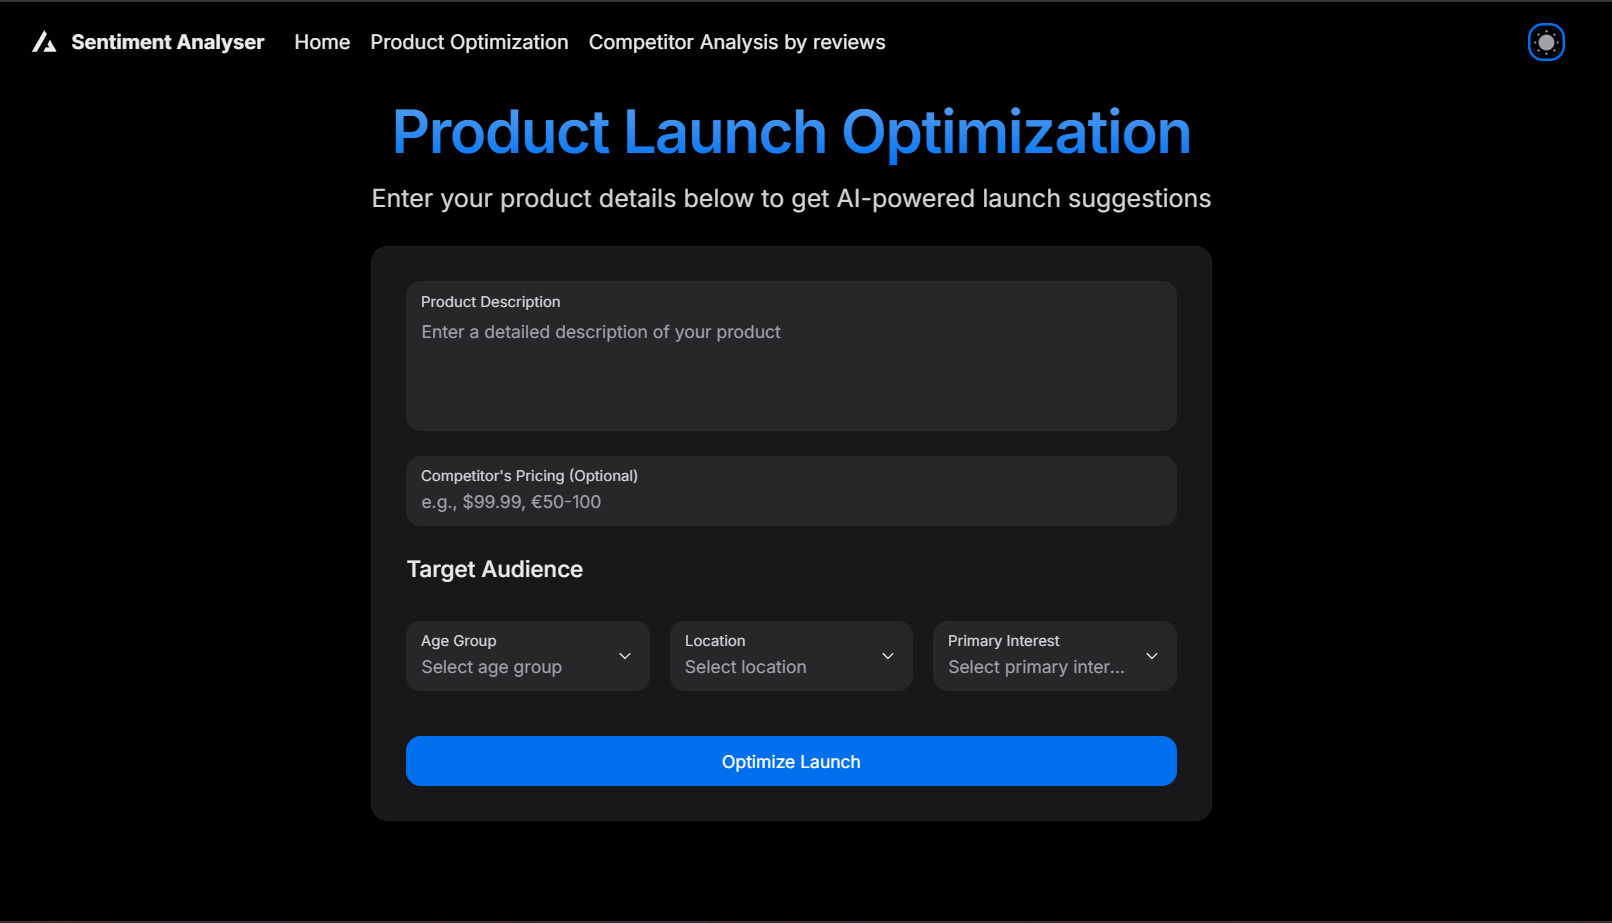 Sentiment Analyser Home Product Optimization Competitor Analysis by reviews
Product Launch Optimization
Enter your product details below to get AI-powered launch suggestions
Product Description
Enter a detailed description of your product
Competitor's Pricing (Optional)
e.g., $99.99, €50-100
Target Audience
Age Group
Select age group
Location
Select location
Primary Interest
Select primary inter...
Optimize Launch